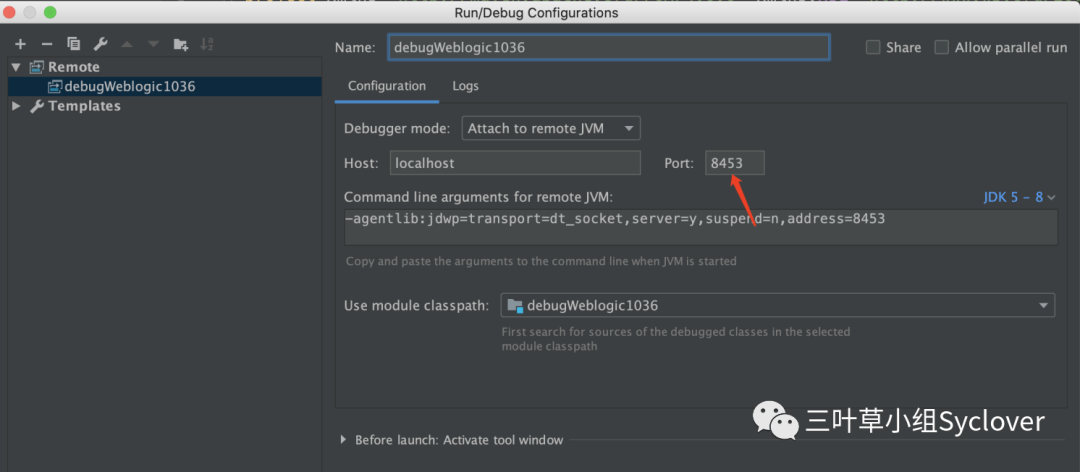 Run/Debug Configurations
Name: debugWeblogic1036 Share Allow parallel run
Remote
debugWeblogic1036
Templates
Configuration Logs
Debugger mode: Attach to remote JVM
Host: localhost Port: 8453
Command line arguments for remote JVM: JDK 5 - 8
-agentlib:jdwp=transport=dt_socket,server=y,suspend=n,address=8453
Copy and paste the arguments to the command line when JVM is started
Use module classpath: debugWeblogic1036
First search for sources of the debugged classes in the selected
module classpath
三叶草小组Syclover
Before launch: Activate tool window